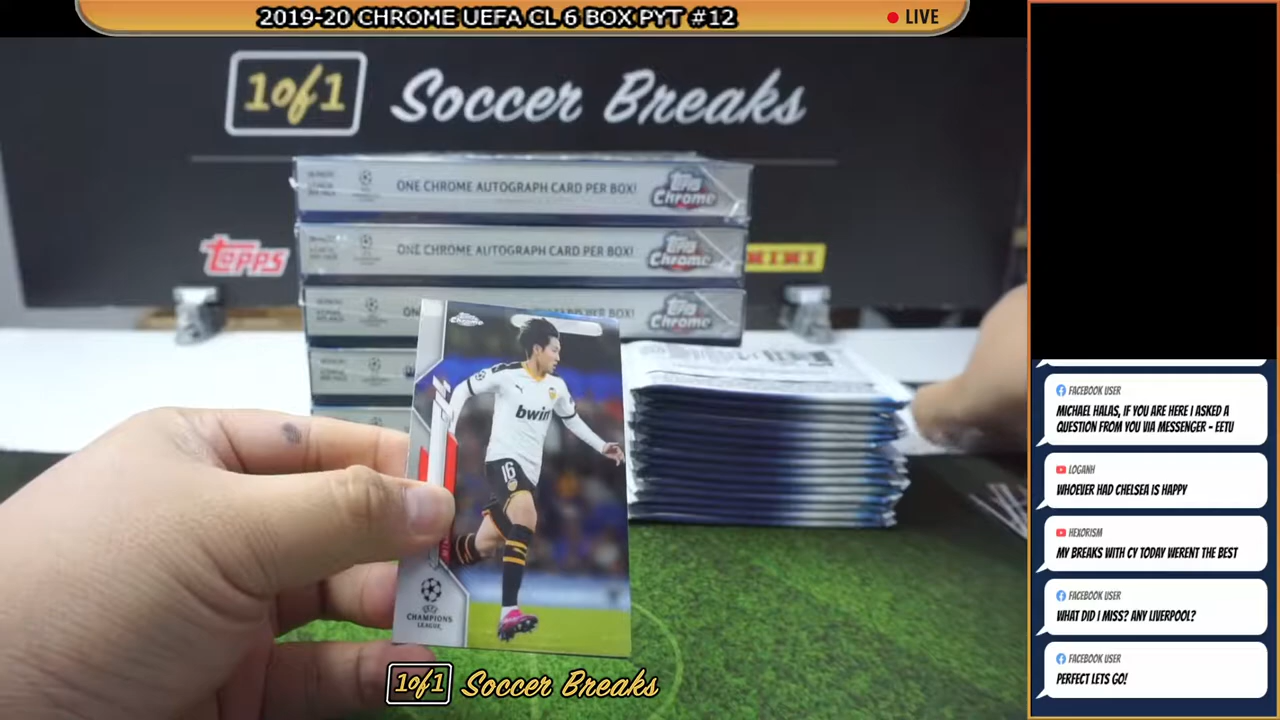 2019-20 CHROME UEFA CL 6 BOX PYT #12
LIVE
1of1 Soccer Breaks
ONE CHROME AUTOGRAPH CARD PER BOX!
Topps Chrome
ONE CHROME AUTOGRAPH CARD PER BOX!
Topps Chrome
topps
ON
D PER BOX!
Topps Chrome
bwin
16
UEFA
CHAMPIONS
LEAGUE
1of1 Soccer Breaks
FACEBOOK USER
MICHAEL HALAS, IF YOU ARE HERE I ASKED A
QUESTION FROM YOU VIA MESSENGER - EETU
LOGANH
WHOEVER HAD CHELSEA IS HAPPY
HEXORISM
MY BREAKS WITH CY TODAY WERENT THE BEST
FACEBOOK USER
WHAT DID I MISS? ANY LIVERPOOL?
FACEBOOK USER
PERFECT LETS GO!